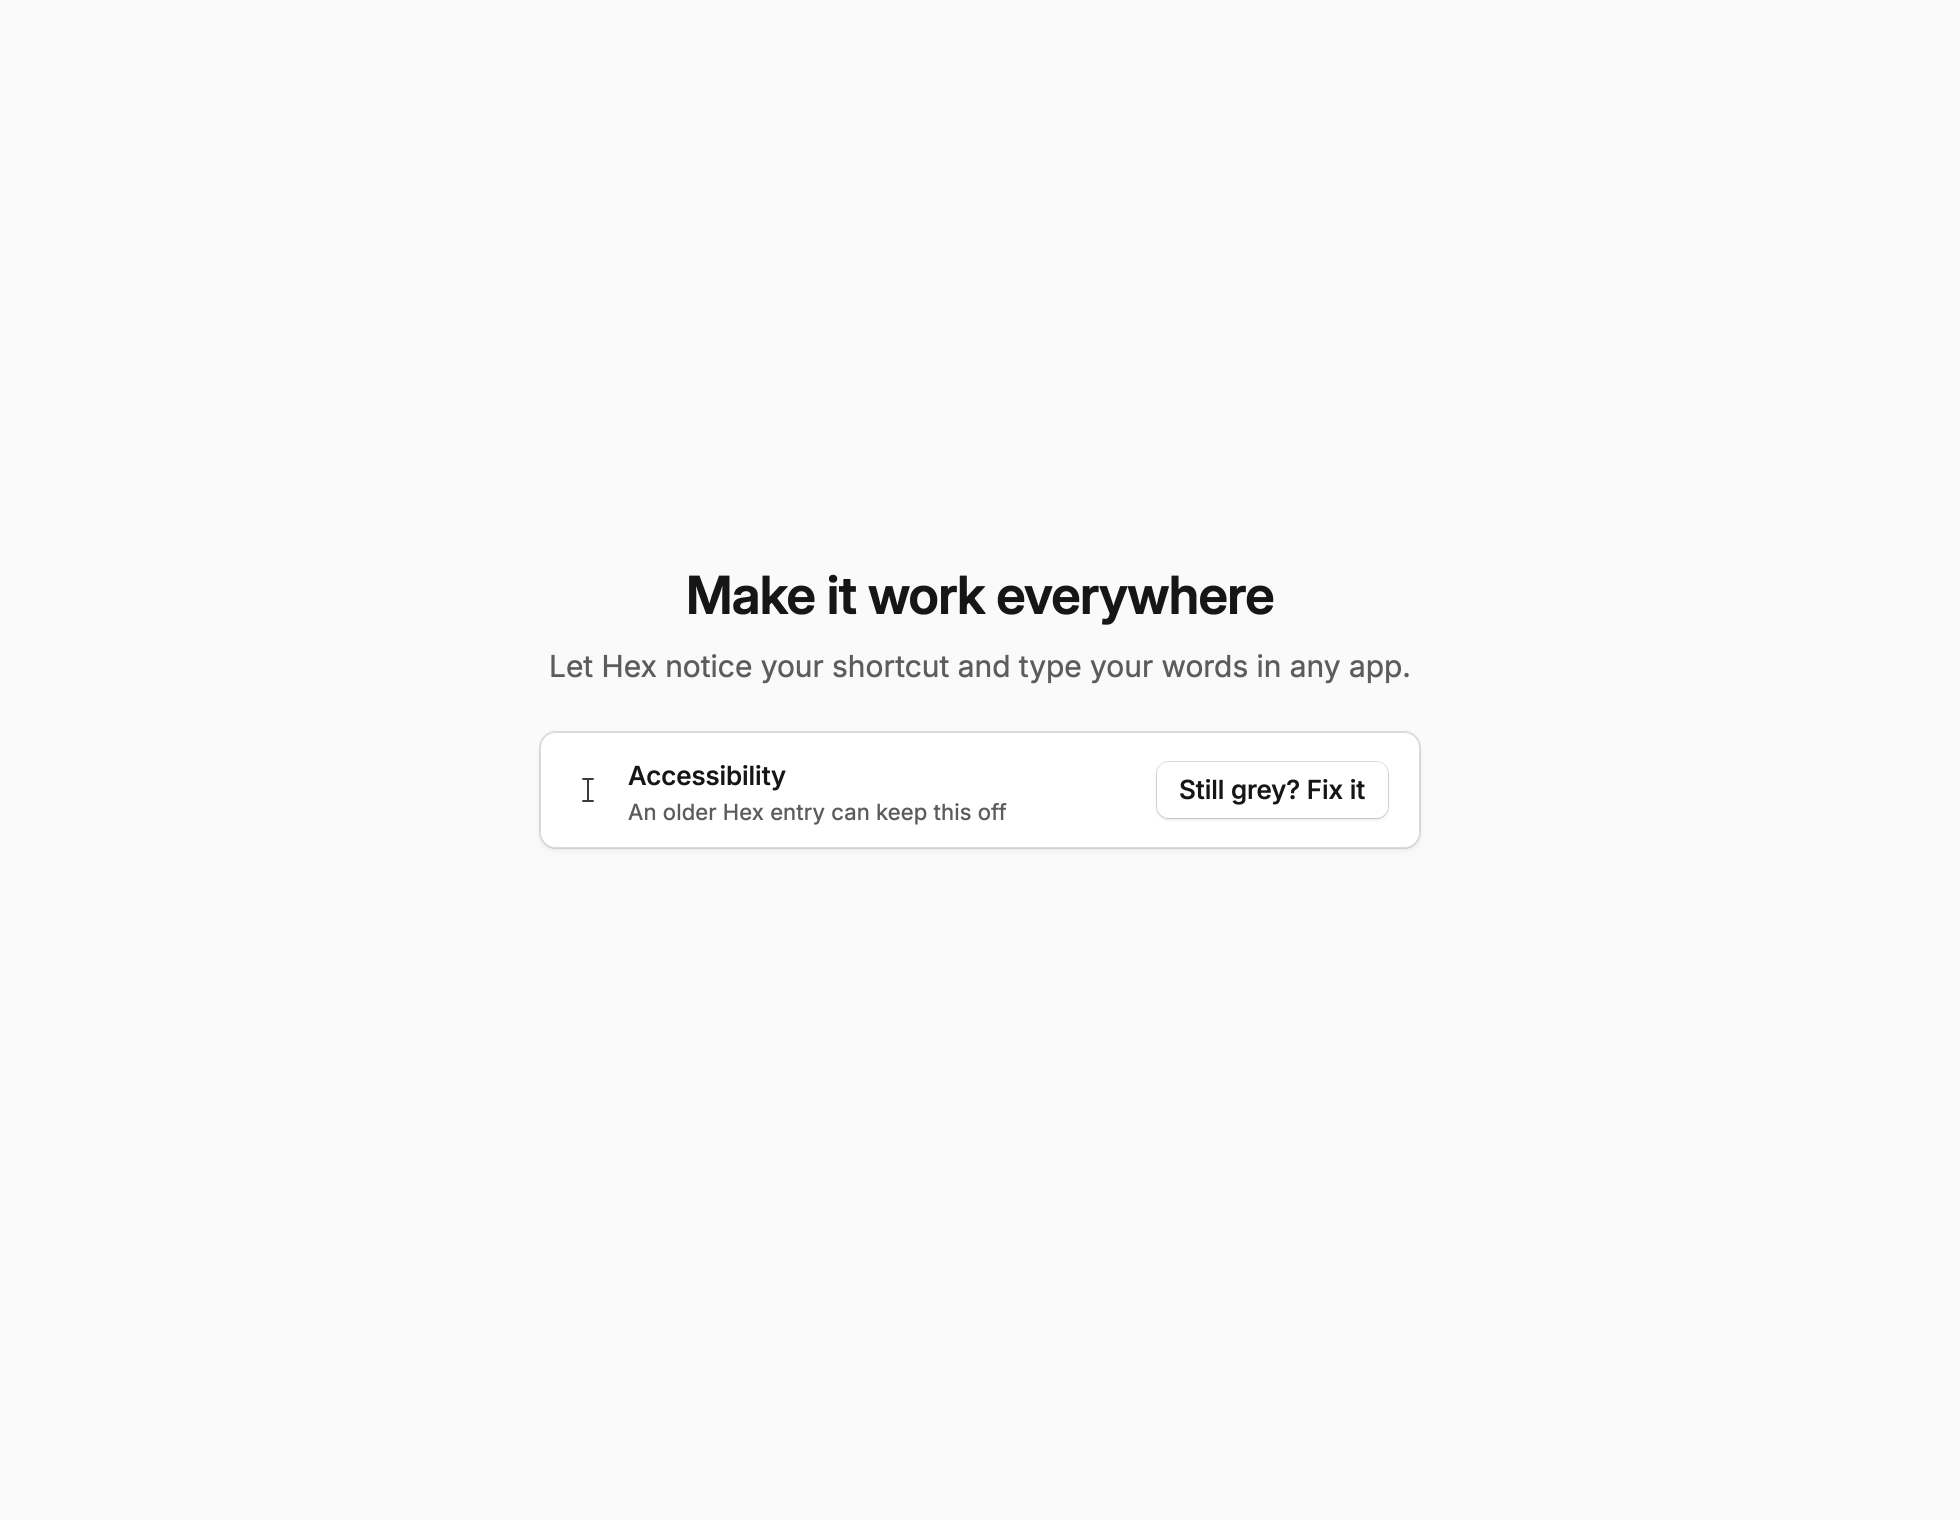 Make it work everywhere
Let Hex notice your shortcut and type your words in any app.
Accessibility
An older Hex entry can keep this off
Still grey? Fix it